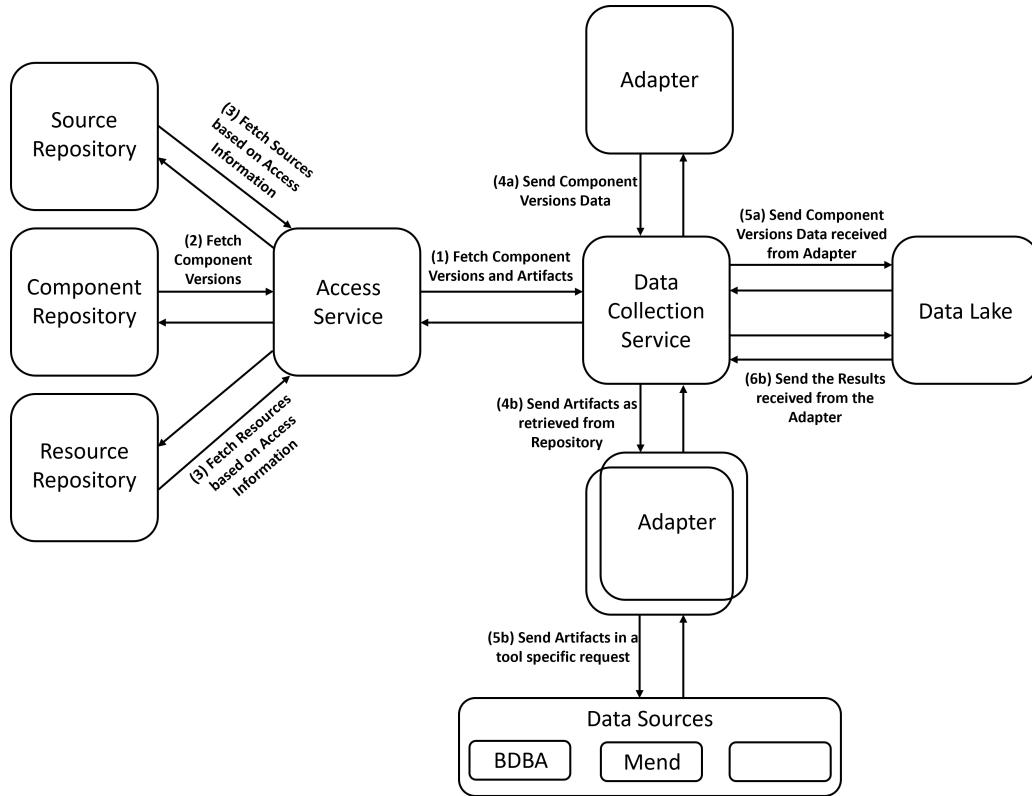 Adapter
Source
Repository
(3) Fetch Sources
based on Access
Information
(4a) Send Component
Versions Data
(5a) Send Component
Versions Data received
from Adapter
(2) Fetch
Component
Versions
Component
Repository
Access
Service
(1) Fetch Component
Versions and Artifacts
Data
Collection
Service
Data Lake
(6b) Send the Results
received from the
Adapter
(4b) Send Artifacts as
retrieved from
Repository
Resource
Repository
(3) Fetch Resources
based on Access
Information
Adapter
(5b) Send Artifacts in a
tool specific request
Data Sources
BDBA
Mend